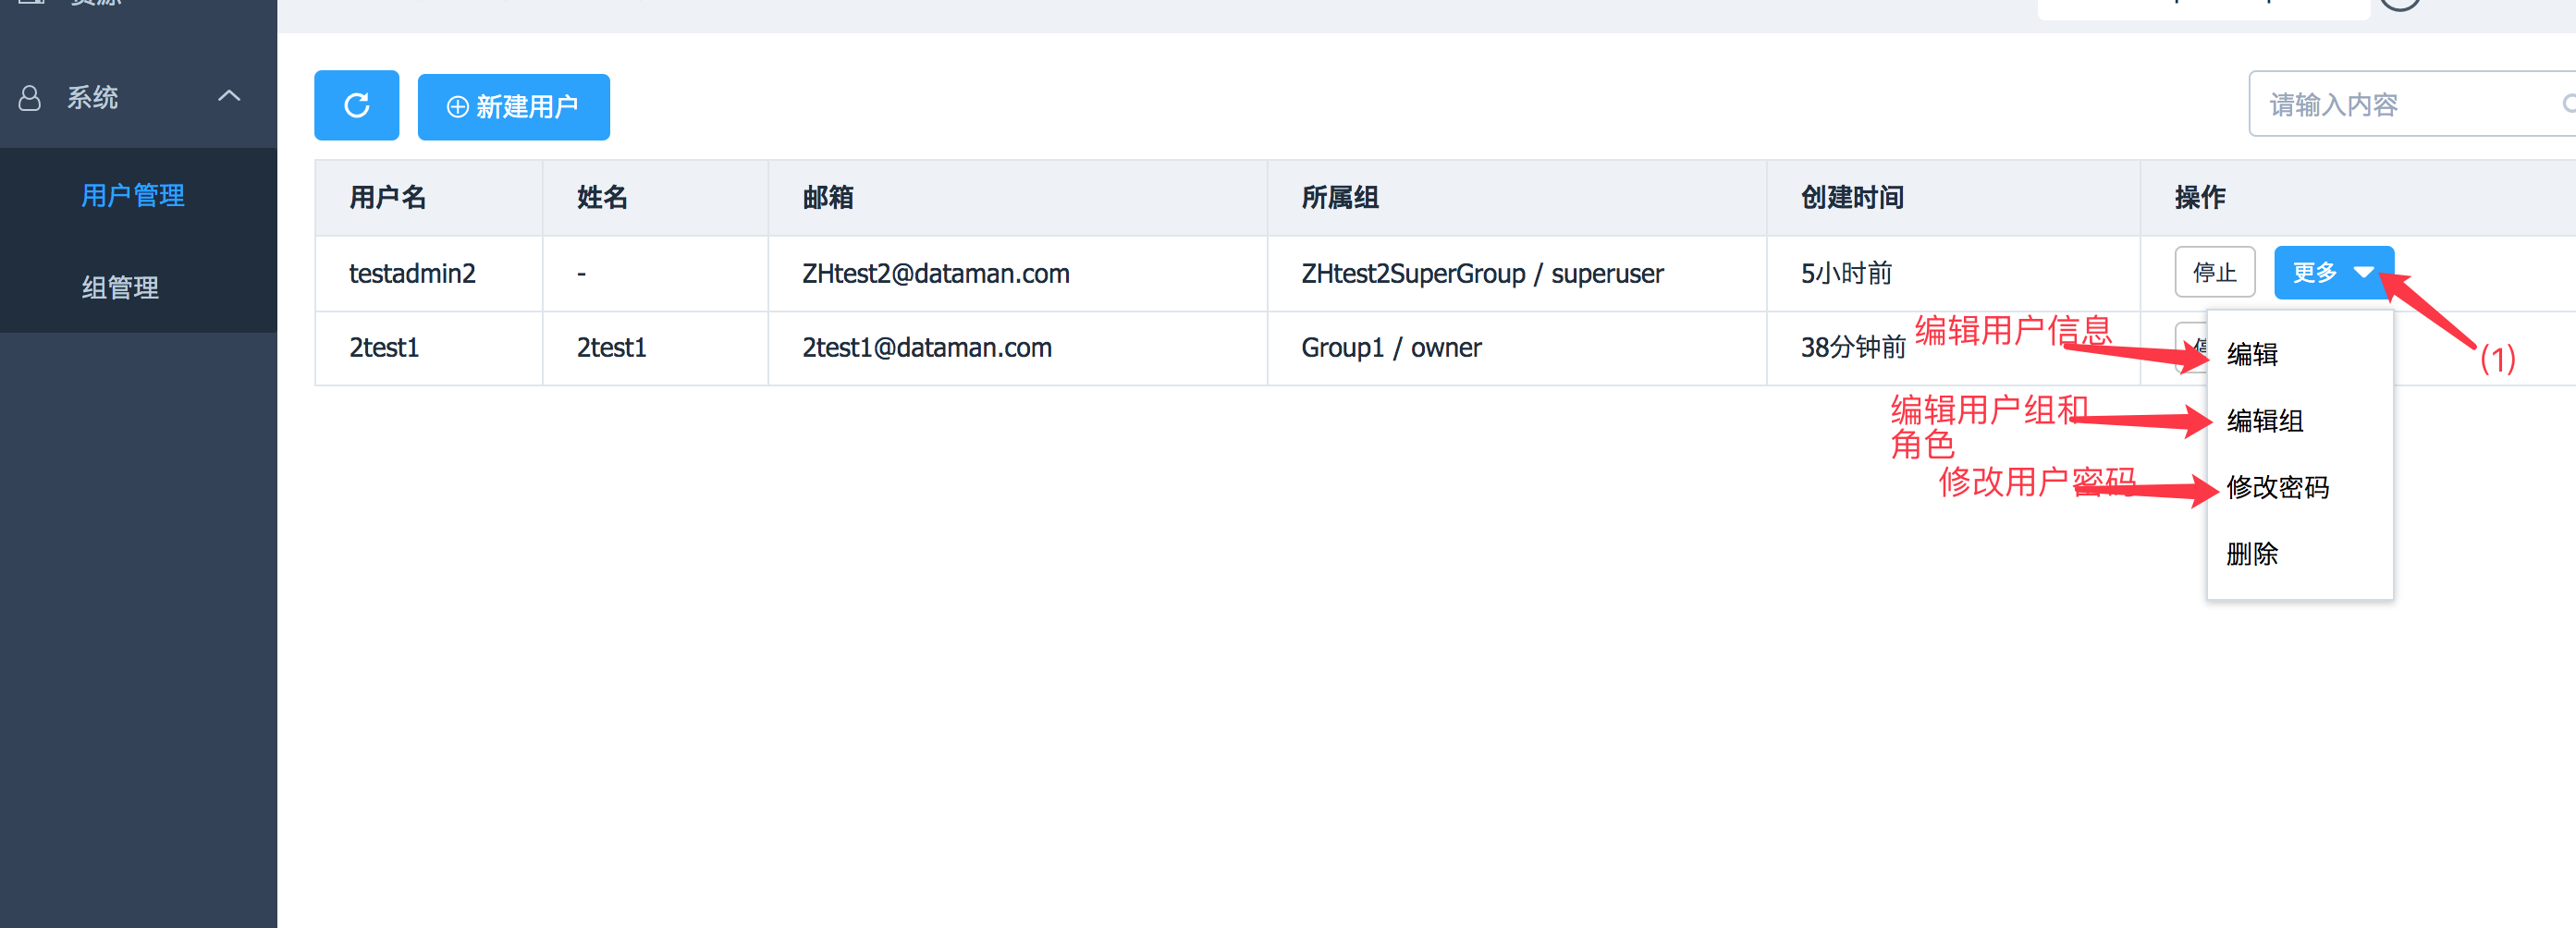 资源
系统
用户管理
组管理
新建用户
请输入内容
用户名 姓名 邮箱 所属组 创建时间 操作
testadmin2 - ZHtest2@dataman.com ZHtest2SuperGroup / superuser 5小时前 停止 更多
2test1 2test1 2test1@dataman.com Group1 / owner 38分钟前
(1)
编辑用户信息 编辑
编辑用户组和 编辑组
角色
修改用户密码 修改密码
删除